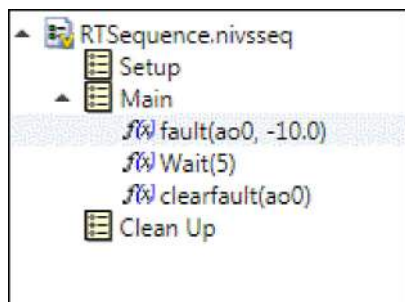 RTSequence.nivsseq
Setup
Main
f(x) fault(ao0, -10.0)
f(x) Wait(5)
f(x) clearfault(ao0)
Clean Up